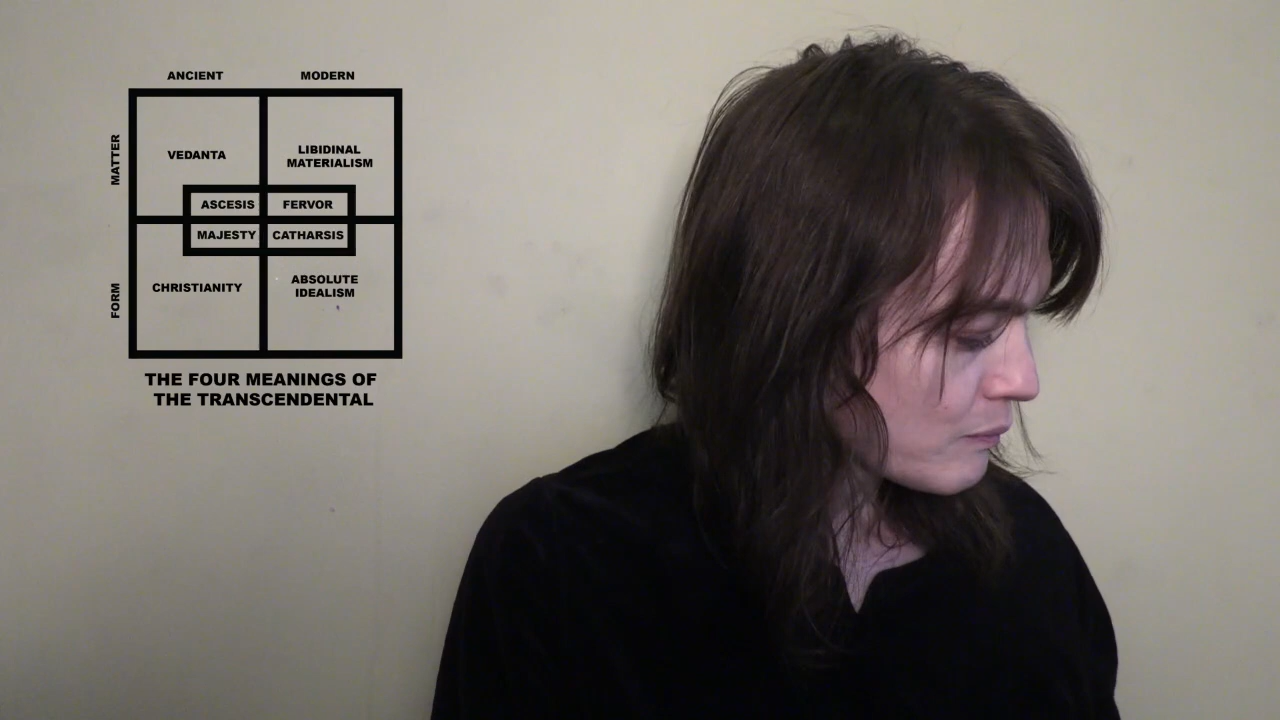 ANCIENT MODERN
MATTER
VEDANTA
LIBIDINAL
MATERIALISM
ASCESIS FERVOR
MAJESTY CATHARSIS
FORM
CHRISTIANITY
ABSOLUTE
IDEALISM
THE FOUR MEANINGS OF
THE TRANSCENDENTAL